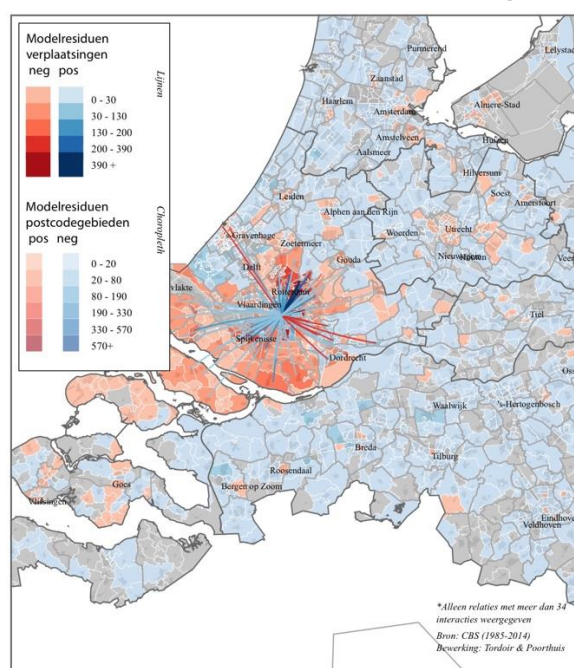 Modelresiduen
verplaatsingen
neg pos
0 - 30
30 - 130
130 - 200
200 - 390
390 +
Lijnen
Modelresiduen
postcodegebieden
pos neg
0 - 20
20 - 80
80 - 190
190 - 330
330 - 570
570+
Choropleth
Purmerend
Lelystad
Zaanstad
Haarlem
Almere-Stad
Amsterdam
Amstelveen
Huizen
Aalsmeer
Hilversum
Soest
Leiden
Amersfoort
Alphen aan den Rijn
Utrecht
Woerden
's-Gravenhage
Zoetermeer
Nieuwegein
Houten
Veen
Gouda
Delft
vlakte
Rotterdam
Vlaardingen
Tiel
Spijkenisse
Dordrecht
Oss
Waalwijk
's-Hertogenbosch
Breda
Tilburg
Goes
Roosendaal
Vlissingen
Bergen op Zoom
Eindhoven
Veldhoven
*Alleen relaties met meer dan 34
interacties weergegeven
Bron: CBS (1985-2014)
Bewerking: Tordoir & Poorthuis